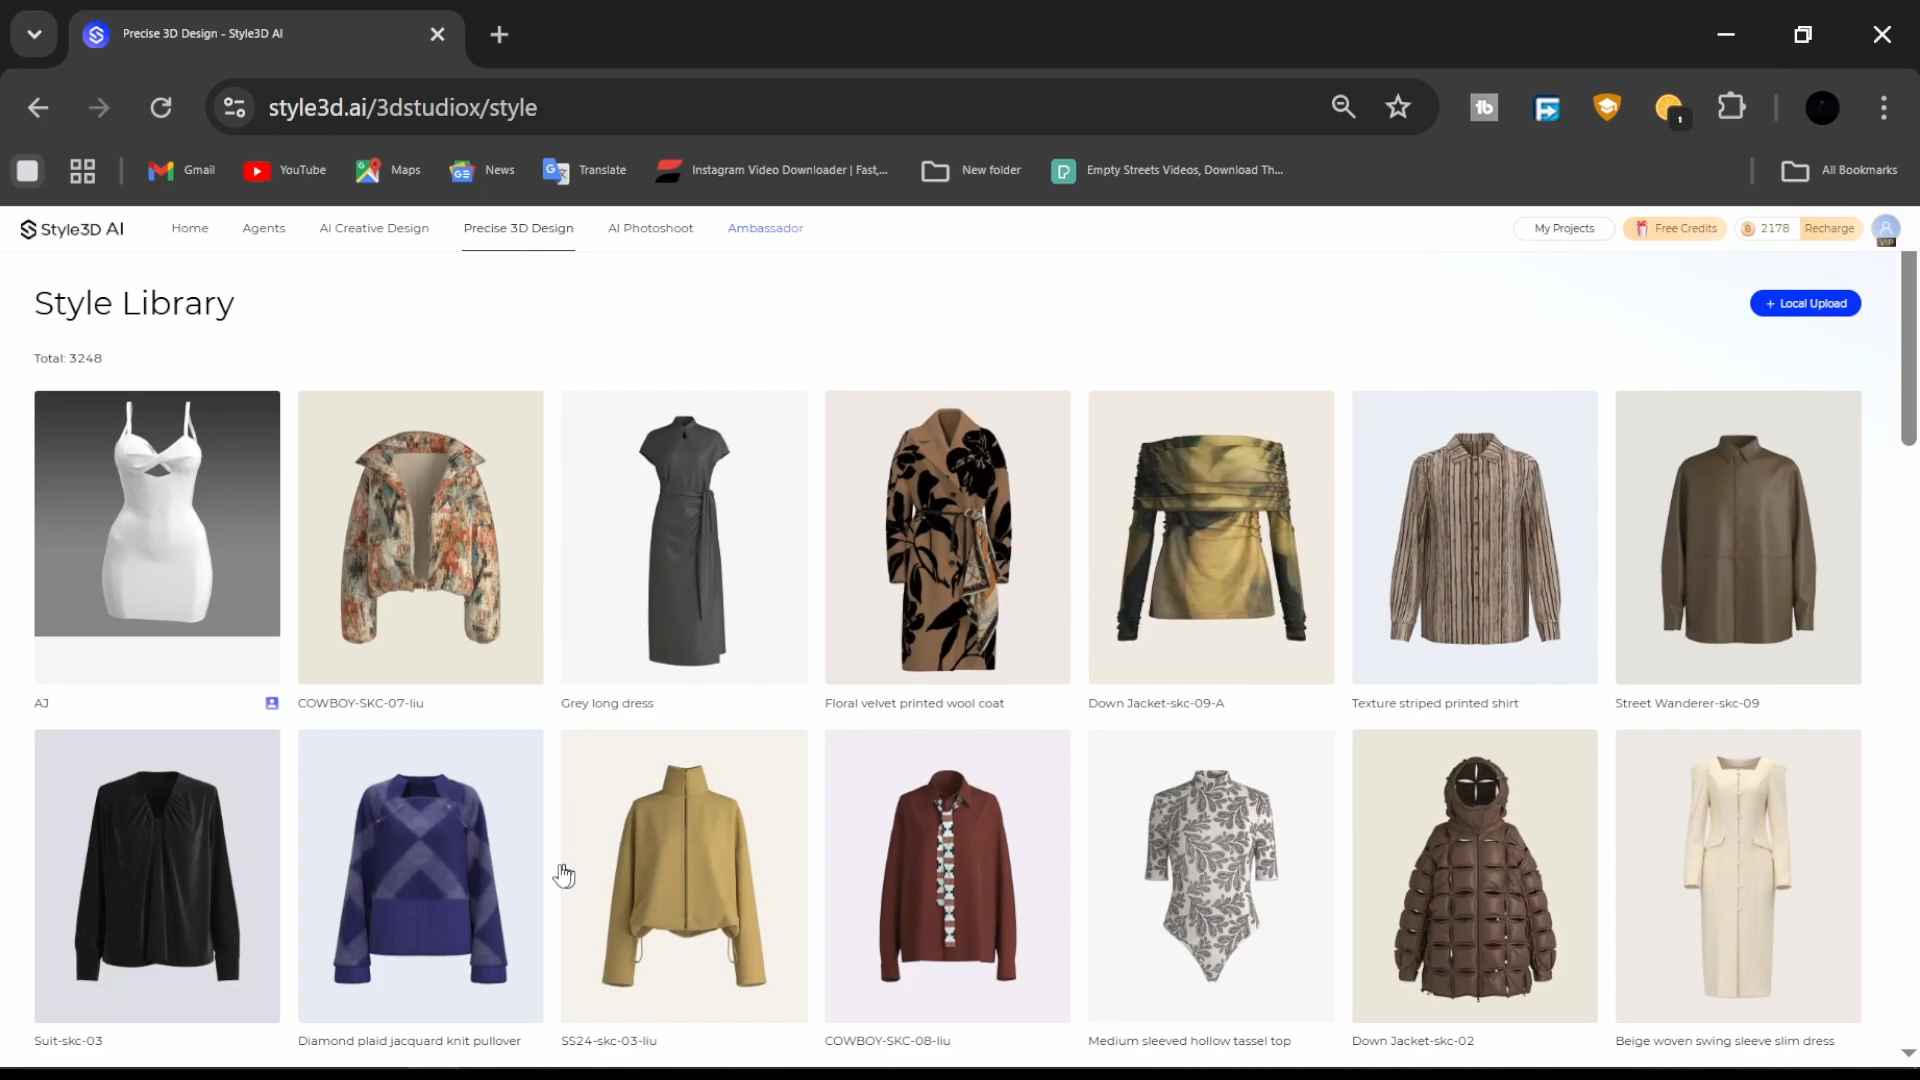 Precise 3D Design - Style3D AI
style3d.ai/3dstudiox/style
tb
1
Gmail
YouTube
Maps
News
Translate
Instagram Video Downloader | Fast,...
New folder
Empty Streets Videos, Download Th...
All Bookmarks
Style3D AI
Home
Agents
AI Creative Design
Precise 3D Design
AI Photoshoot
Ambassador
My Projects
Free Credits
2178
Recharge
VIP
Style Library
+ Local Upload
Total: 3248
AJ
COWBOY-SKC-07-liu
Grey long dress
Floral velvet printed wool coat
Down Jacket-skc-09-A
Texture striped printed shirt
Street Wanderer-skc-09
Suit-skc-03
Diamond plaid jacquard knit pullover
SS24-skc-03-liu
COWBOY-SKC-08-liu
Medium sleeved hollow tassel top
Down Jacket-skc-02
Beige woven swing sleeve slim dress